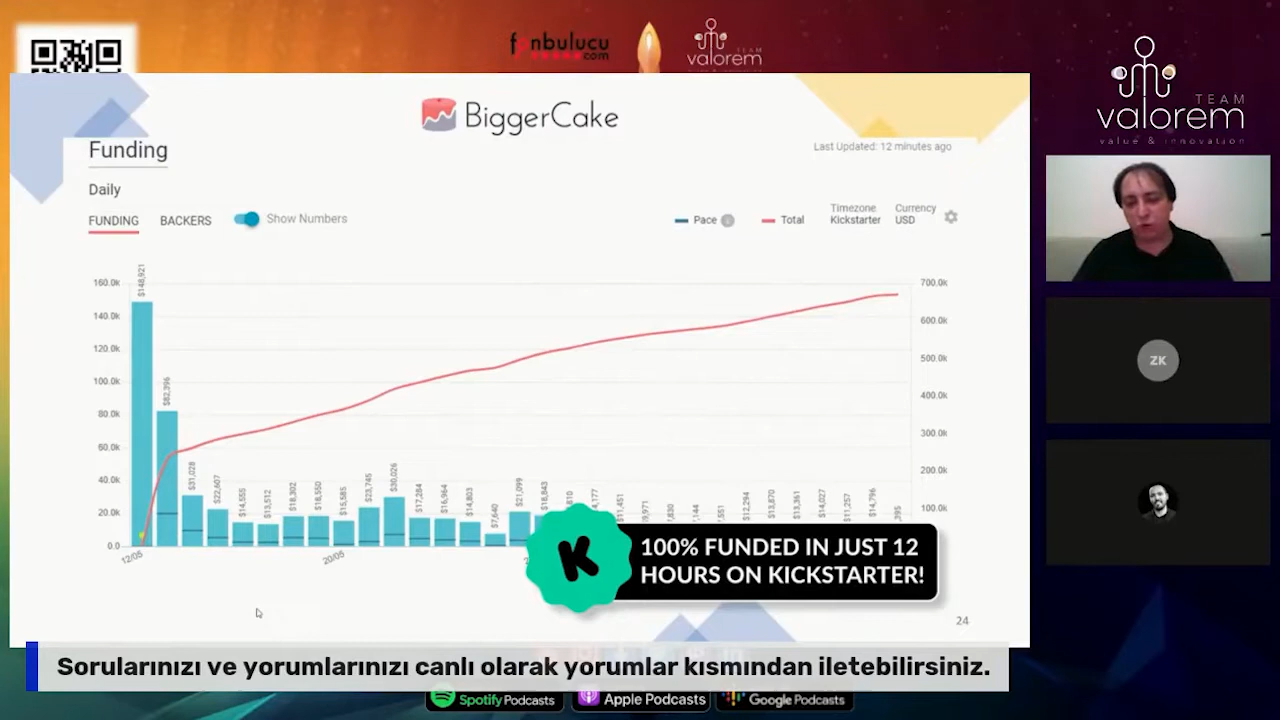 fonbulucu
.com
TEAM
valorem
TEAM
valorem
value & innovation
BiggerCake
Funding
Last Updated: 12 minutes ago
Daily
FUNDING BACKERS Show Numbers
Pace i Total
Timezone
Kickstarter
Currency
USD
160.0k
140.0k
120.0k
100.0k
80.0k
60.0k
40.0k
20.0k
0.0
700.0k
600.0k
500.0k
400.0k
300.0k
200.0k
100.0k
$148,921
$82,396
$31,028
$22,607
$14,555
$13,512
$18,302
$18,550
$15,585
$23,745
$30,026
$17,284
$16,964
$14,803
$7,640
$21,099
$18,843
$11,451
$12,294
$13,870
$13,361
$14,027
$11,257
$14,796
12/05
20/05
K
100% FUNDED IN JUST 12
HOURS ON KICKSTARTER!
24
ZK
Sorularınızı ve yorumlarınızı canlı olarak yorumlar kısmından iletebilirsiniz.
Spotify Podcasts
Apple Podcasts
Google Podcasts